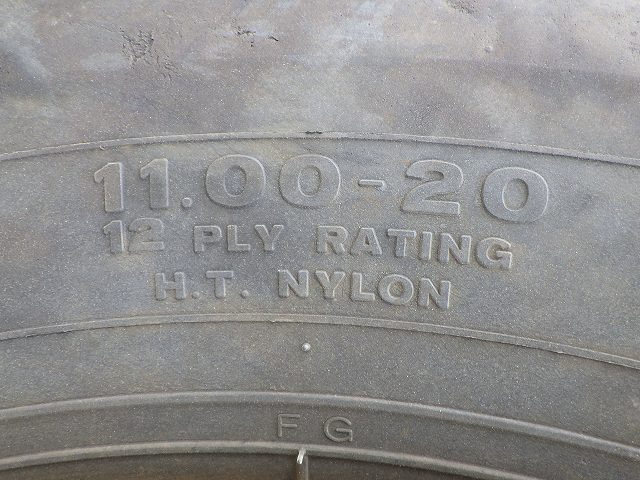 11.00-20
12 PLY RATING
H.T. NYLON
FG